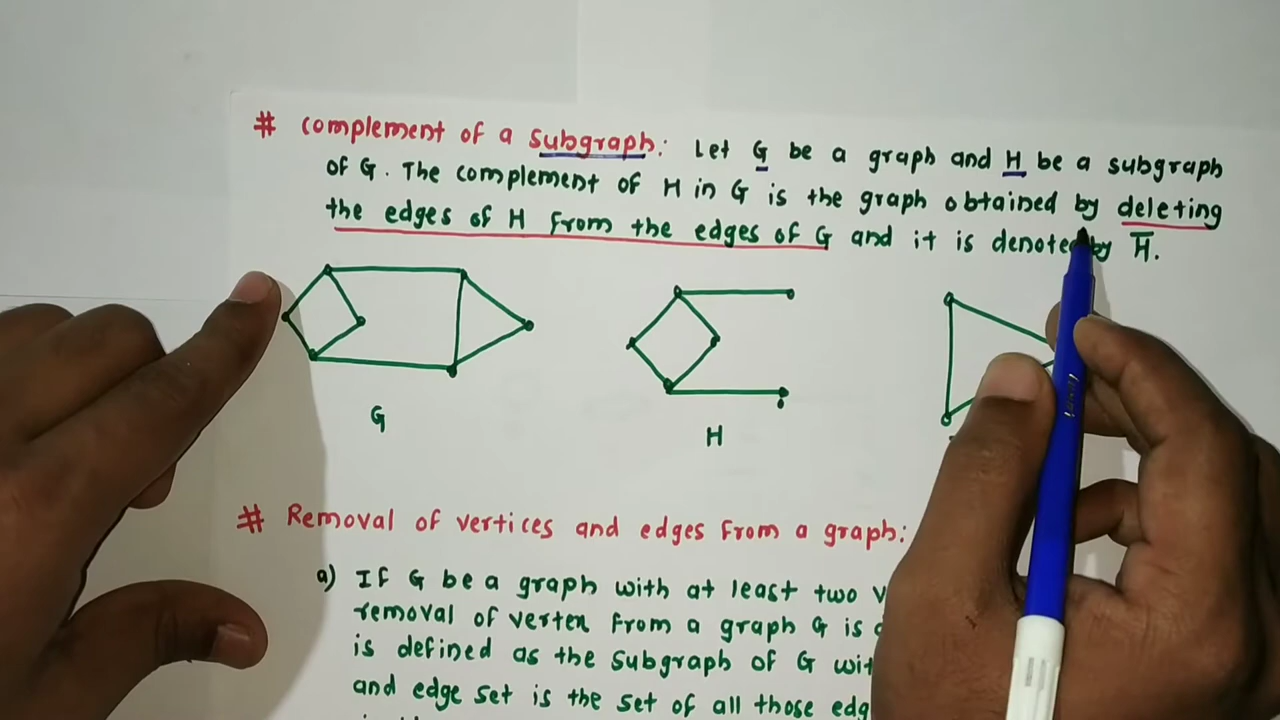 # Complement of a subgraph: Let G be a graph and H be a subgraph
of G. The complement of H in G is the graph obtained by deleting
the edges of H from the edges of G and it is denoted by H̅.
G
H
# Removal of vertices and edges from a graph:
a) If G be a graph with at least two
removal of vertex from a graph G is
is defined as the subgraph of G
and edge set is the set of all those